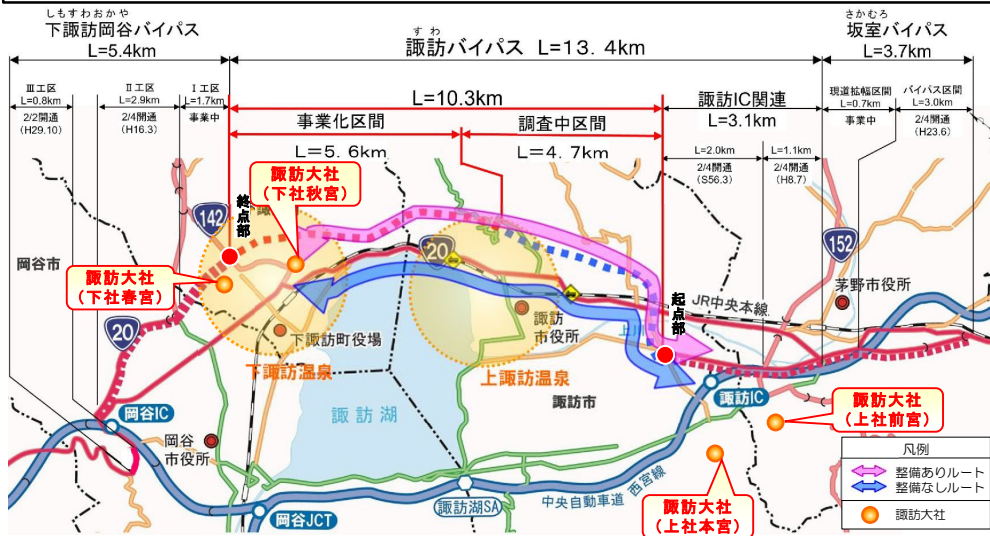 しもすわおかや
下諏訪岡谷バイパス
L=5.4km
すわ
諏訪バイパス L=13.4km
さかむろ
坂室バイパス
L=3.7km
Ⅲ工区
L=0.8km
2/2開通
(H29.10)
Ⅱ工区
L=2.9km
2/4開通
(H16.3)
Ⅰ工区
L=1.7km
事業中
L=10.3km
事業化区間
L=5.6km
調査中区間
L=4.7km
諏訪IC関連
L=3.1km
L=2.0km
2/4開通
(S56.3)
L=1.1km
2/4開通
(H8.7)
現道拡幅区間
L=0.7km
事業中
バイパス区間
L=3.0km
2/4開通
(H23.6)
諏訪大社
(下社秋宮)
142
終点部
20
152
岡谷市
諏訪大社
(下社春宮)
茅野市役所
JR中央本線
20
下諏訪町役場
諏訪
市役所
上川
起点部
下諏訪温泉
上諏訪温泉
諏訪湖
諏訪市
諏訪IC
諏訪大社
(上社前宮)
岡谷IC
岡谷
市役所
凡例
整備ありルート
整備なしルート
諏訪大社
中央自動車道
西宮線
諏訪湖SA
諏訪大社
(上社本宮)
岡谷JCT